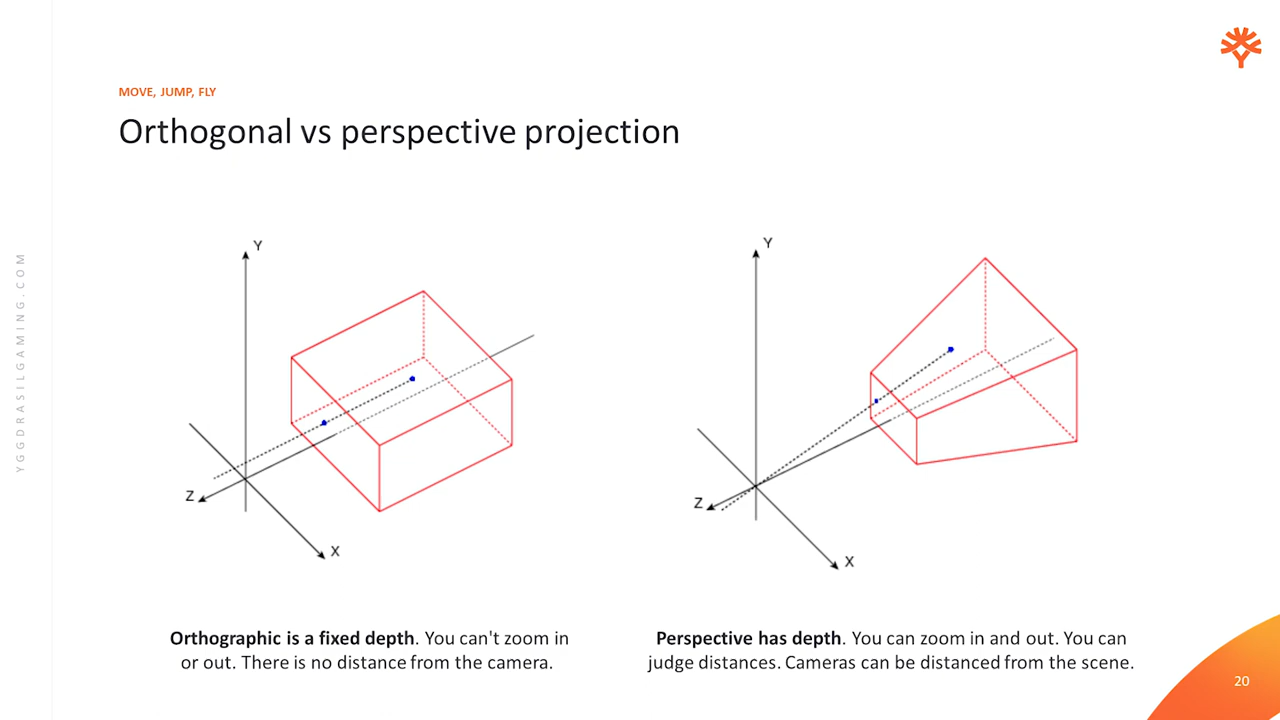 MOVE, JUMP, FLY
Orthogonal vs perspective projection
YGGDRASILGAMING.COM
Y
Z
X
Y
Z
X
Orthographic is a fixed depth. You can't zoom in
or out. There is no distance from the camera.
Perspective has depth. You can zoom in and out. You can
judge distances. Cameras can be distanced from the scene.
20